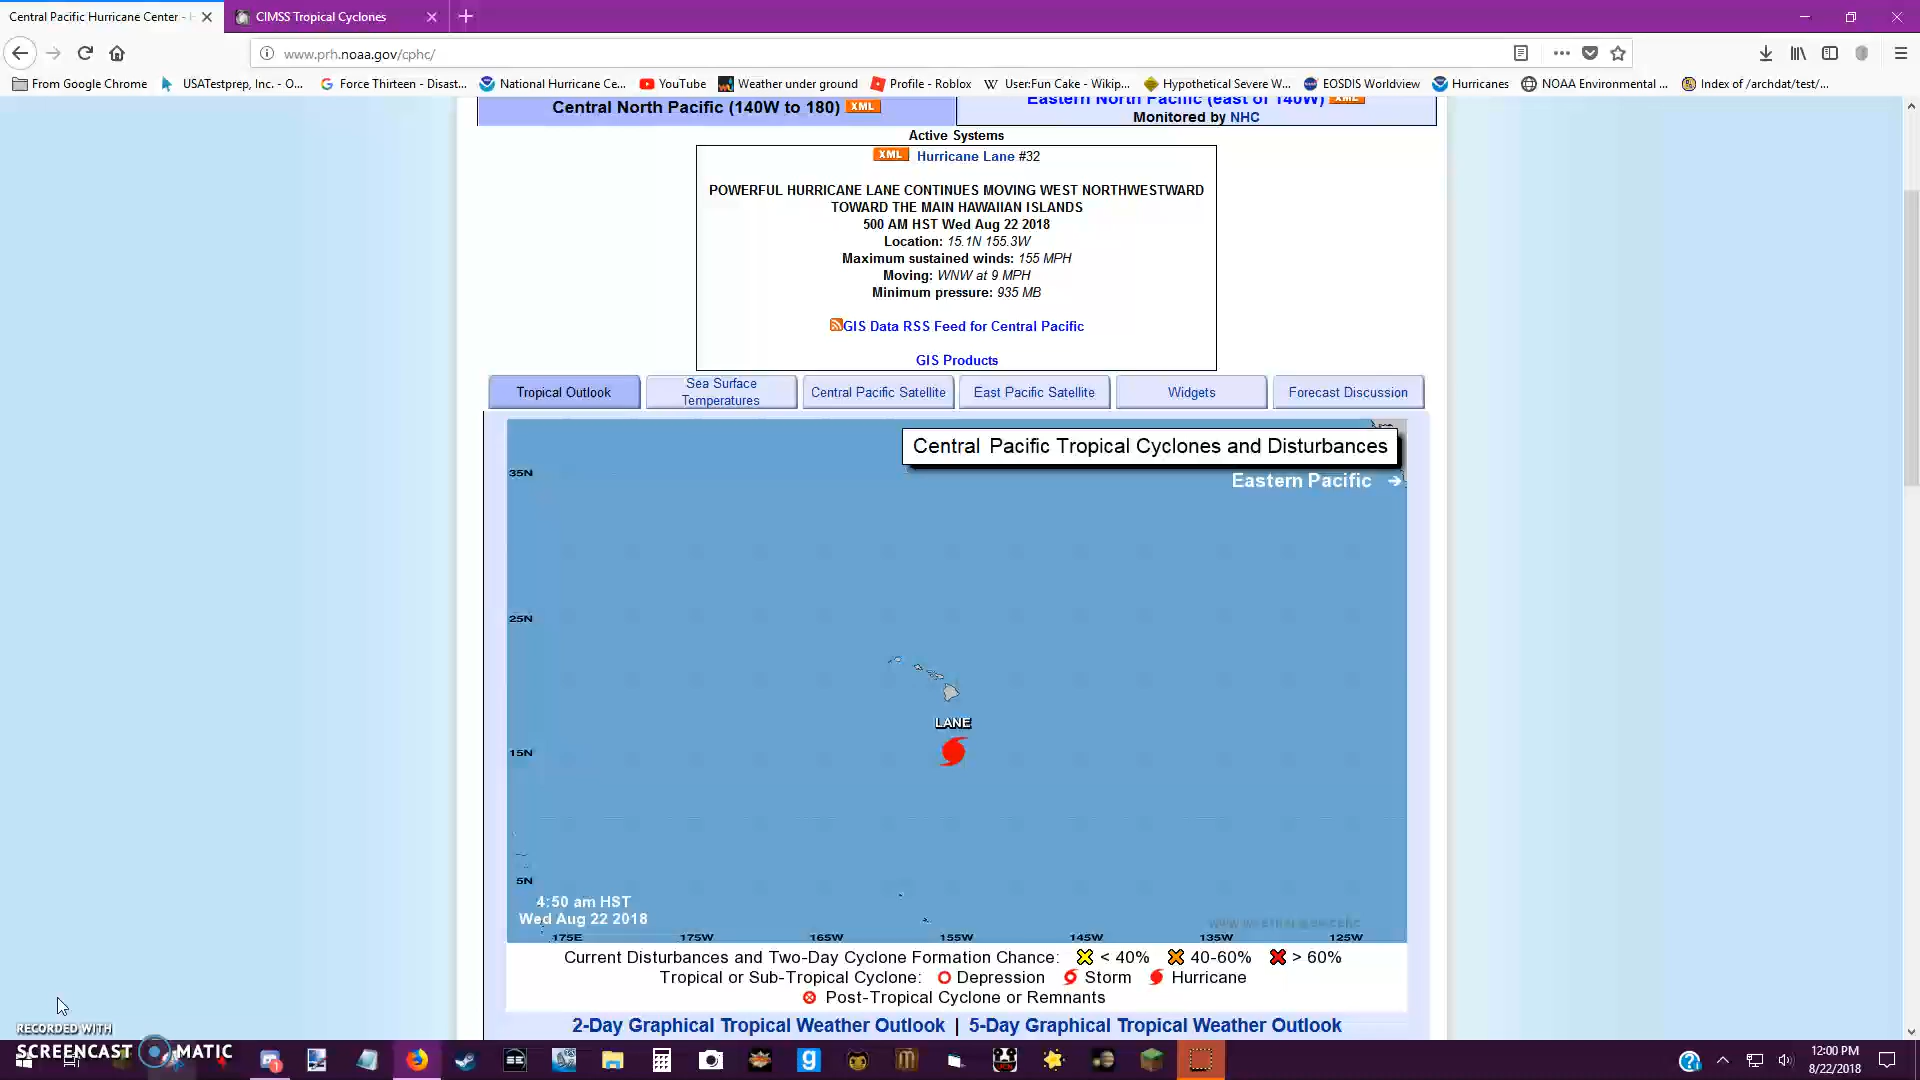 Central Pacific Hurricane Center -
CIMSS Tropical Cyclones
www.prh.noaa.gov/cphc/
From Google Chrome
USATestprep, Inc. - O...
Force Thirteen - Disast...
National Hurricane Ce...
YouTube
Weather under ground
Profile - Roblox
User:Fun Cake - Wikip...
Hypothetical Severe W...
EOSDIS Worldview
Hurricanes
NOAA Environmental ...
Index of /archdat/test/...
Central North Pacific (140W to 180) XML
Eastern North Pacific (east of 140W) XML
Monitored by NHC
Active Systems
XML Hurricane Lane #32
POWERFUL HURRICANE LANE CONTINUES MOVING WEST NORTHWESTWARD
TOWARD THE MAIN HAWAIIAN ISLANDS
500 AM HST Wed Aug 22 2018
Location: 15.1N 155.3W
Maximum sustained winds: 155 MPH
Moving: WNW at 9 MPH
Minimum pressure: 935 MB
GIS Data RSS Feed for Central Pacific
GIS Products
Tropical Outlook
Sea Surface
Temperatures
Central Pacific Satellite
East Pacific Satellite
Widgets
Forecast Discussion
Central Pacific Tropical Cyclones and Disturbances
Eastern Pacific
35N
25N
LANE
15N
5N
4:50 am HST
Wed Aug 22 2018
175E 175W 165W 155W 145W 135W 125W
Current Disturbances and Two-Day Cyclone Formation Chance: < 40% 40-60% > 60%
Tropical or Sub-Tropical Cyclone: Depression Storm Hurricane
Post-Tropical Cyclone or Remnants
2-Day Graphical Tropical Weather Outlook | 5-Day Graphical Tropical Weather Outlook
RECORDED WITH
SCREENCAST MATIC
12:00 PM
8/22/2018